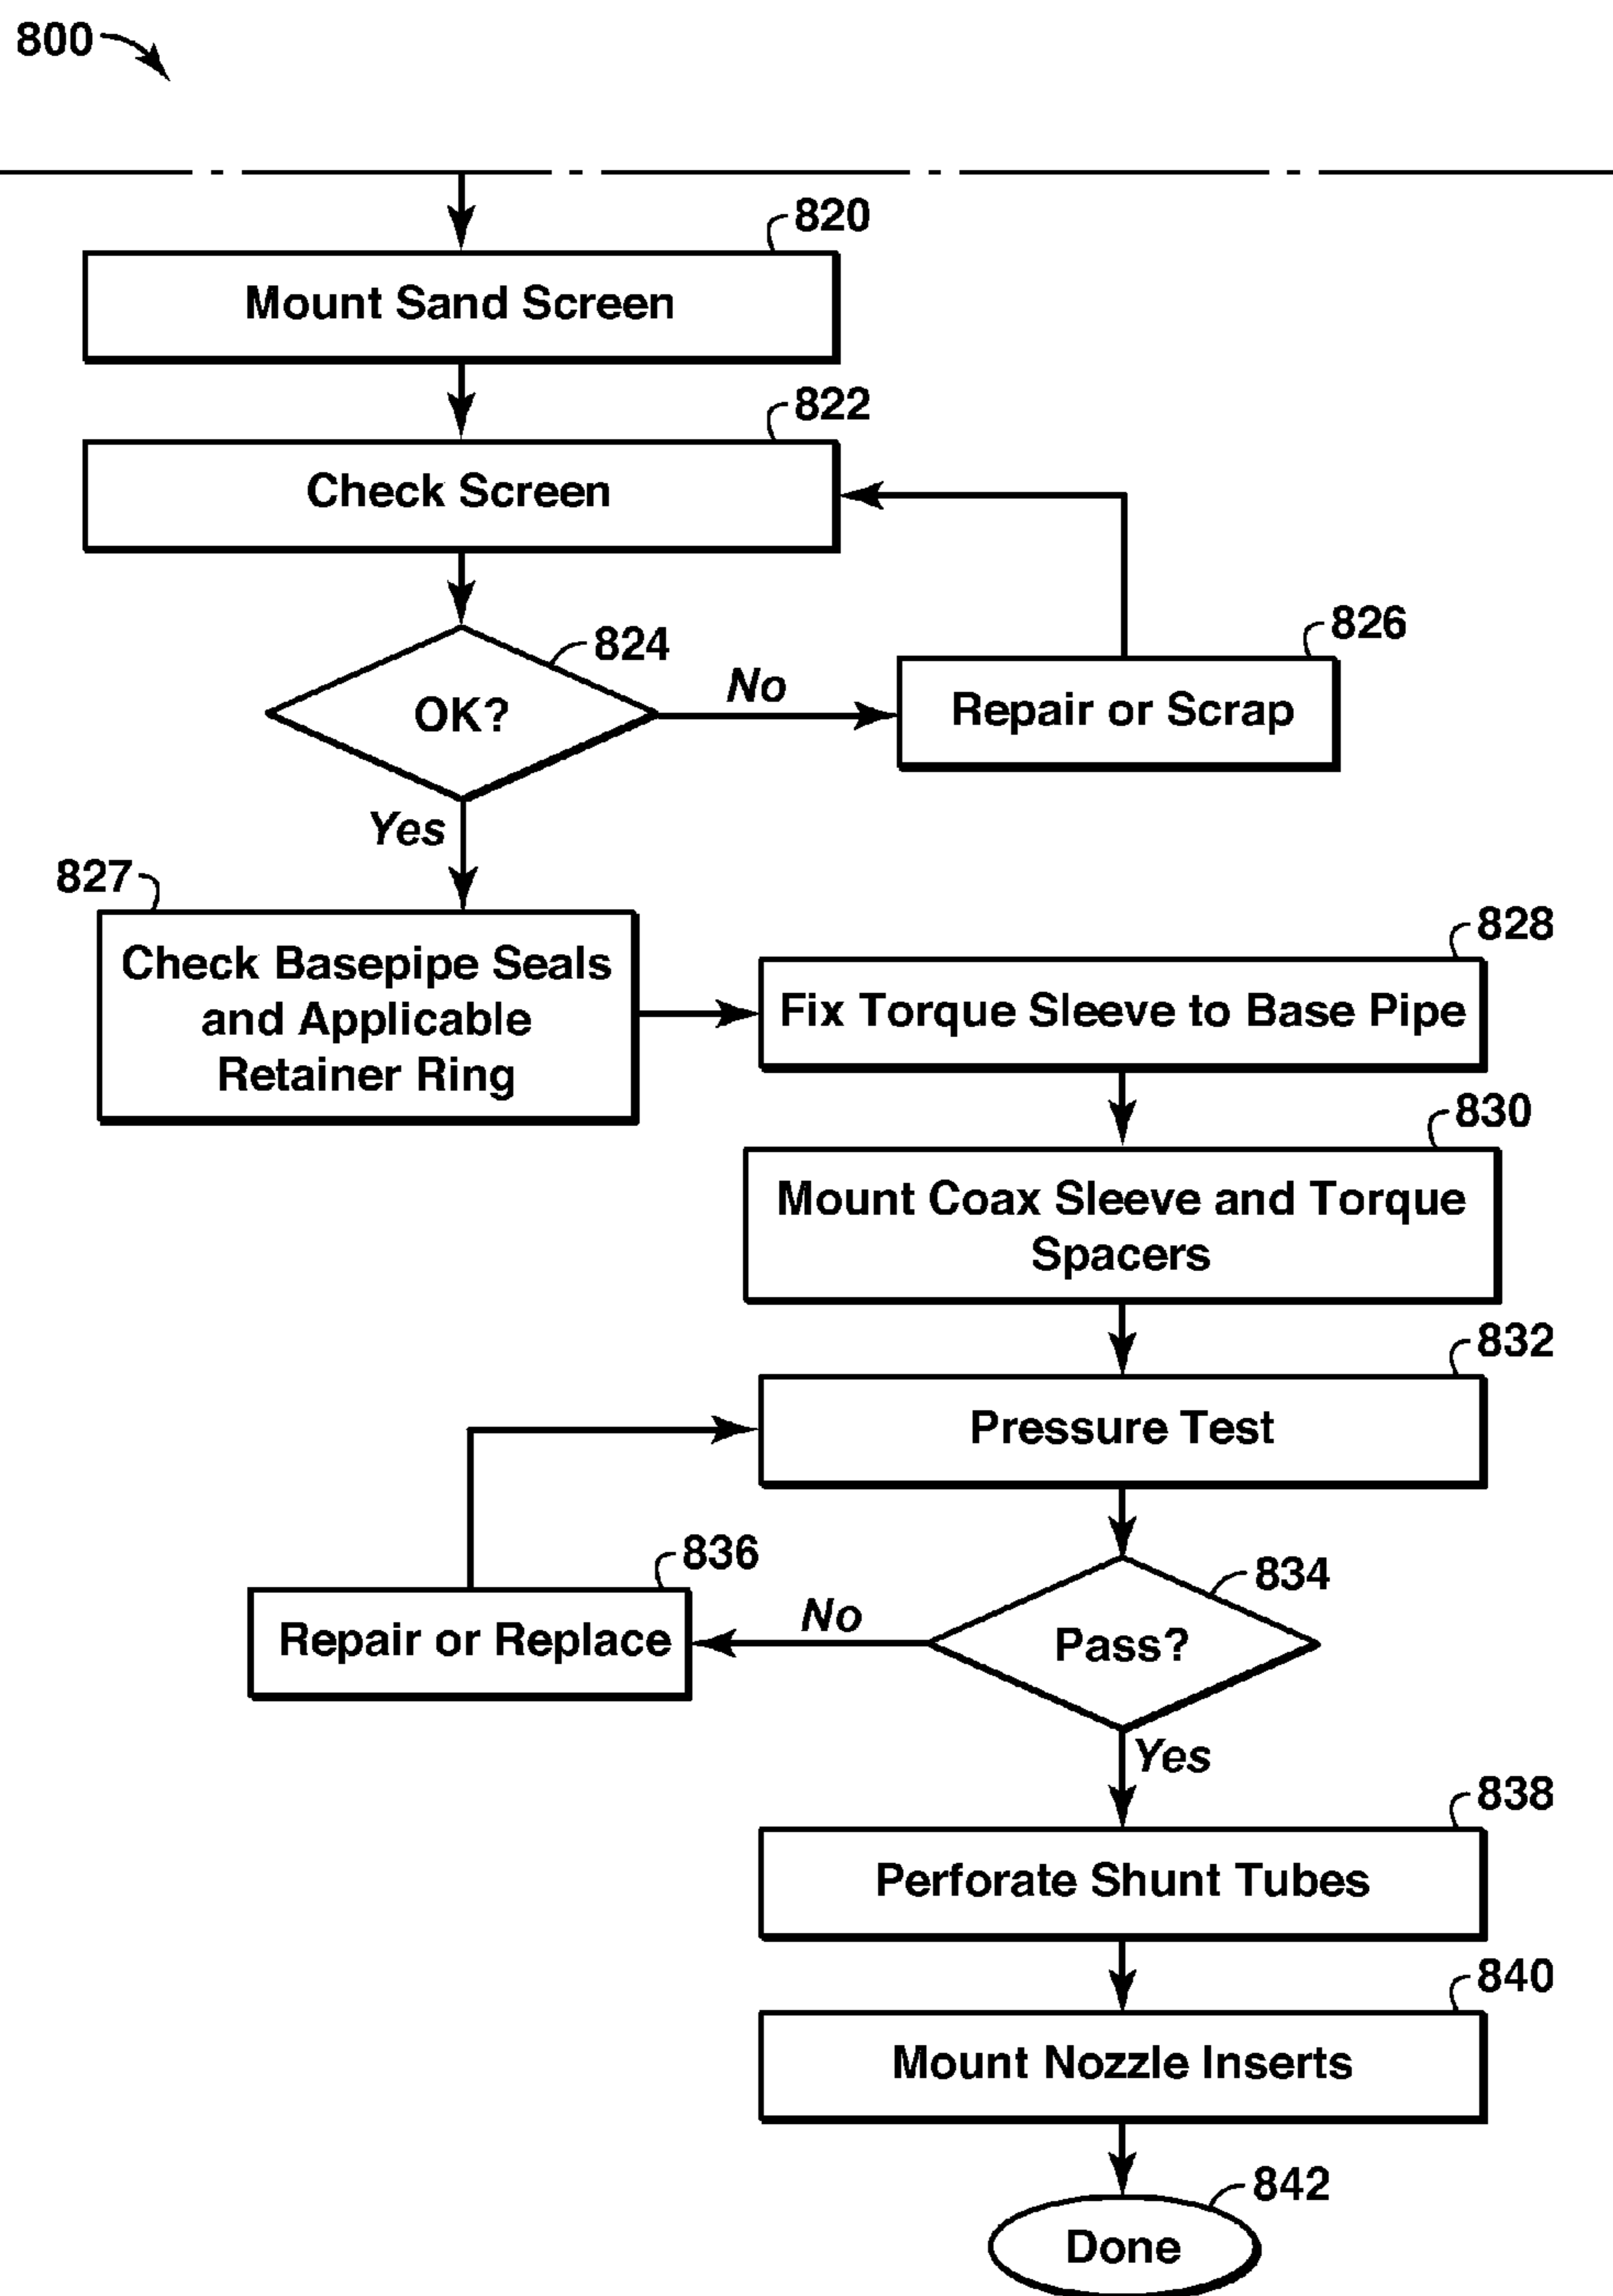 800
820
Mount Sand Screen
822
Check Screen
824
OK?
No
826
Repair or Scrap
Yes
827
Check Basepipe Seals
and Applicable
Retainer Ring
828
Fix Torque Sleeve to Base Pipe
830
Mount Coax Sleeve and Torque
Spacers
832
Pressure Test
834
Pass?
No
836
Repair or Replace
Yes
838
Perforate Shunt Tubes
840
Mount Nozzle Inserts
842
Done